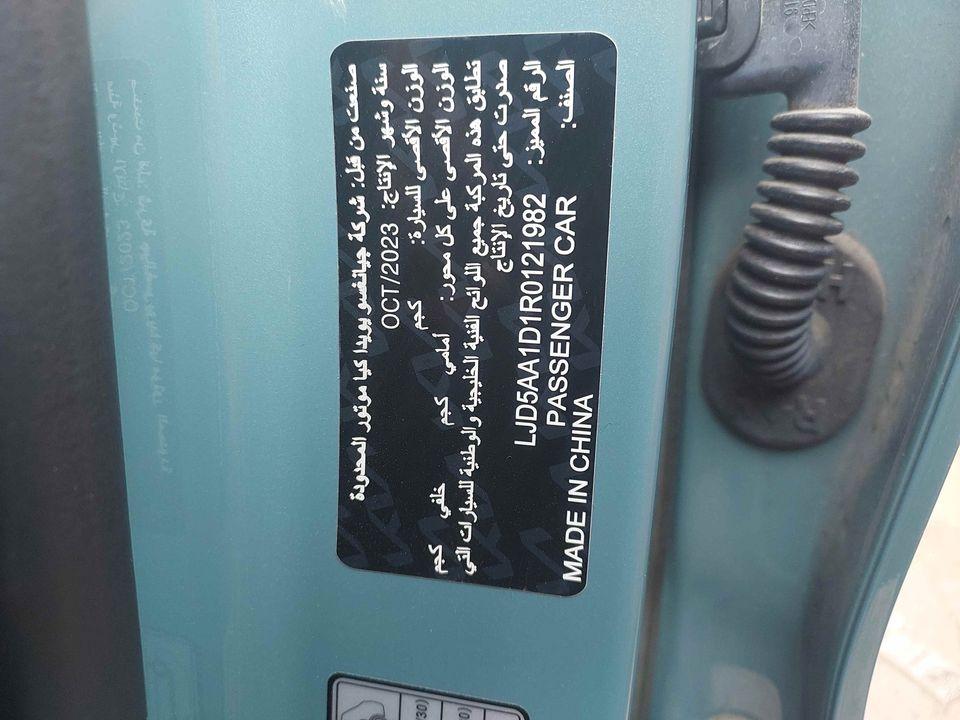 صنعت من قبل: شركة جيانغسو يويدا كيا موتور المحدودة
سنة وشهر الإنتاج: OCT/2023
الوزن الأقصى للسيارة: كجم
الوزن الأقصى على كل محور: أمامي كجم خلفي كجم
تطابق هذه المركبة جميع اللوائح الفنية الخليجية والوطنية للسيارات التي
صدرت حتى تاريخ الإنتاج
الرقم المميز: LJD5AA1D1R0121982
الصنف: PASSENGER CAR
MADE IN CHINA